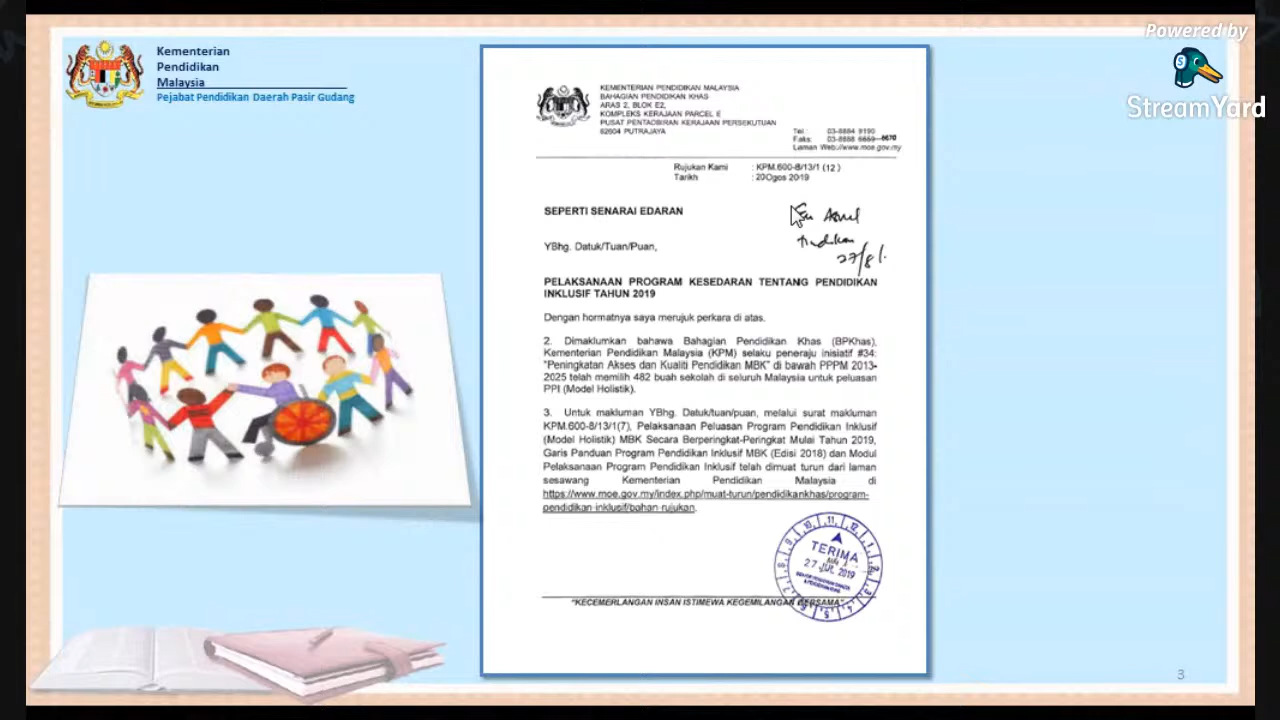 Kementerian
Pendidikan
Malaysia
Pejabat Pendidikan Daerah Pasir Gudang
Powered by
StreamYard
KEMENTERIAN PENDIDIKAN MALAYSIA
BAHAGIAN PENDIDIKAN KHAS
ARAS 2, BLOK E2,
KOMPLEKS KERAJAAN PARCEL E
PUSAT PENTADBIRAN KERAJAAN PERSEKUTUAN
62604 PUTRAJAYA
Tel :
Faks:
Laman Web://www.moe.gov.my
Rujukan Kami : KPM.600-8/13/1 (12)
Tarikh : 20Ogos 2019
SEPERTI SENARAI EDARAN
27/8
YBhg. Datuk/Tuan/Puan,
PELAKSANAAN PROGRAM KESEDARAN TENTANG PENDIDIKAN
INKLUSIF TAHUN 2019
Dengan hormatnya saya merujuk perkara di atas.
2. Dimaklumkan bahawa Bahagian Pendidikan Khas (BPKhas),
Kementerian Pendidikan Malaysia (KPM) selaku peneraju inisiatif #34:
"Peningkatan Akses dan Kualiti Pendidikan MBK" di bawah PPPM 2013-
2025 telah memilih 482 buah sekolah di seluruh Malaysia untuk peluasan
PPI (Model Holistik).
3. Untuk makluman YBhg. Datuk/tuan/puan, melalui surat makluman
KPM.600-8/13/1(7), Pelaksanaan Peluasan Program Pendidikan Inklusif
(Model Holistik) MBK Secara Berperingkat-Peringkat Mulai Tahun 2019,
Garis Panduan Program Pendidikan Inklusif MBK (Edisi 2018) dan Modul
Pelaksanaan Program Pendidikan Inklusif telah dimuat turun dari laman
sesawang Kementerian Pendidikan Malaysia di
https://www.moe.gov.my/index.php/muat-turun/pendidikankhas/program-
pendidikan-inklusif/bahan-rujukan.
TERIMA
27 JUL 2019
"KECEMERLANGAN INSAN ISTIMEWA KEGEMILANGAN BERSAMA"
3